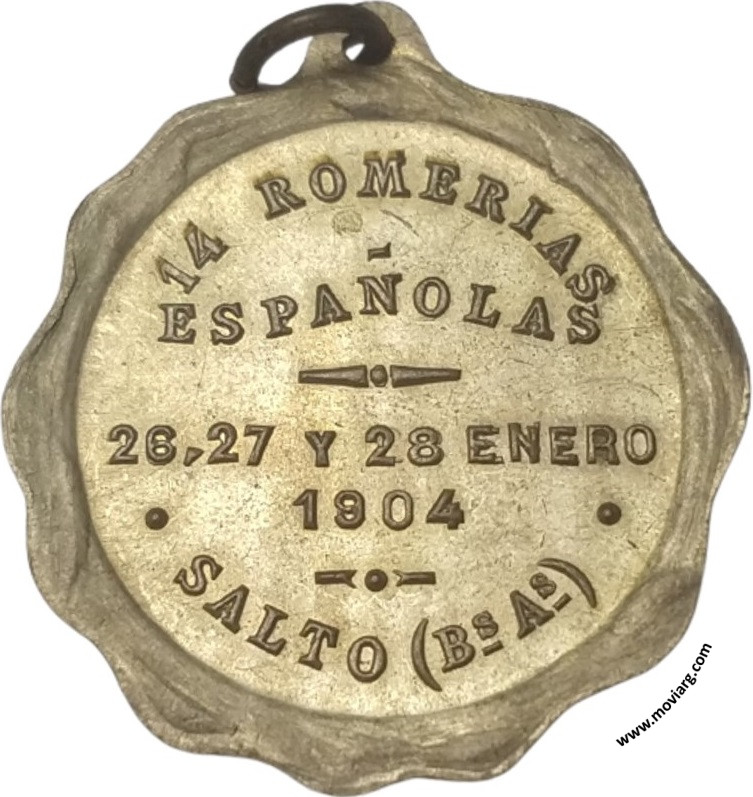 14 ROMERIAS
ESPAÑOLAS
26, 27 Y 28 ENERO
1904
SALTO (Bs As)
www.moviarg.com